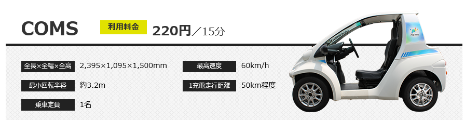 COMS 利用料金 220円／15分
全長×全幅×全高 2,395×1,095×1,500mm 最高速度 60km/h
最小回転半径 約3.2m 1充電走行距離 50km程度
乗車定員 1名